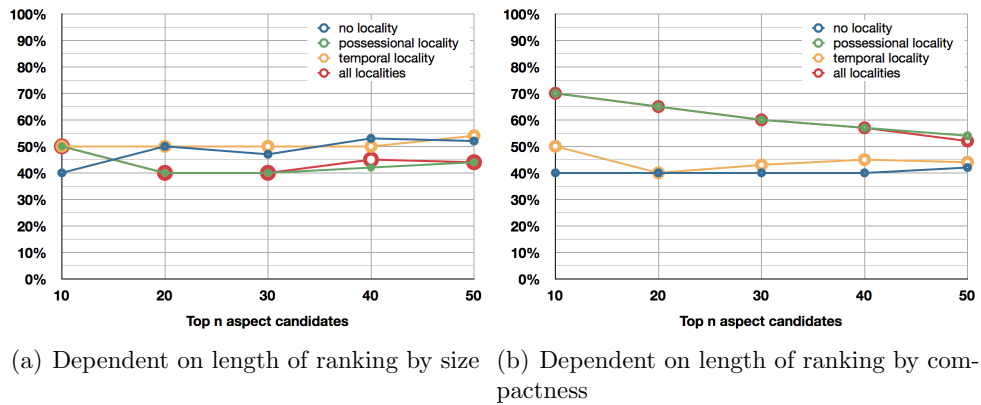 100%
90%
80%
70%
60%
50%
40%
30%
20%
10%
0%
no locality
possessional locality
temporal locality
all localities
10 20 30 40 50
Top n aspect candidates
(a) Dependent on length of ranking by size
100%
90%
80%
70%
60%
50%
40%
30%
20%
10%
0%
no locality
possessional locality
temporal locality
all localities
10 20 30 40 50
Top n aspect candidates
(b) Dependent on length of ranking by com-
pactness